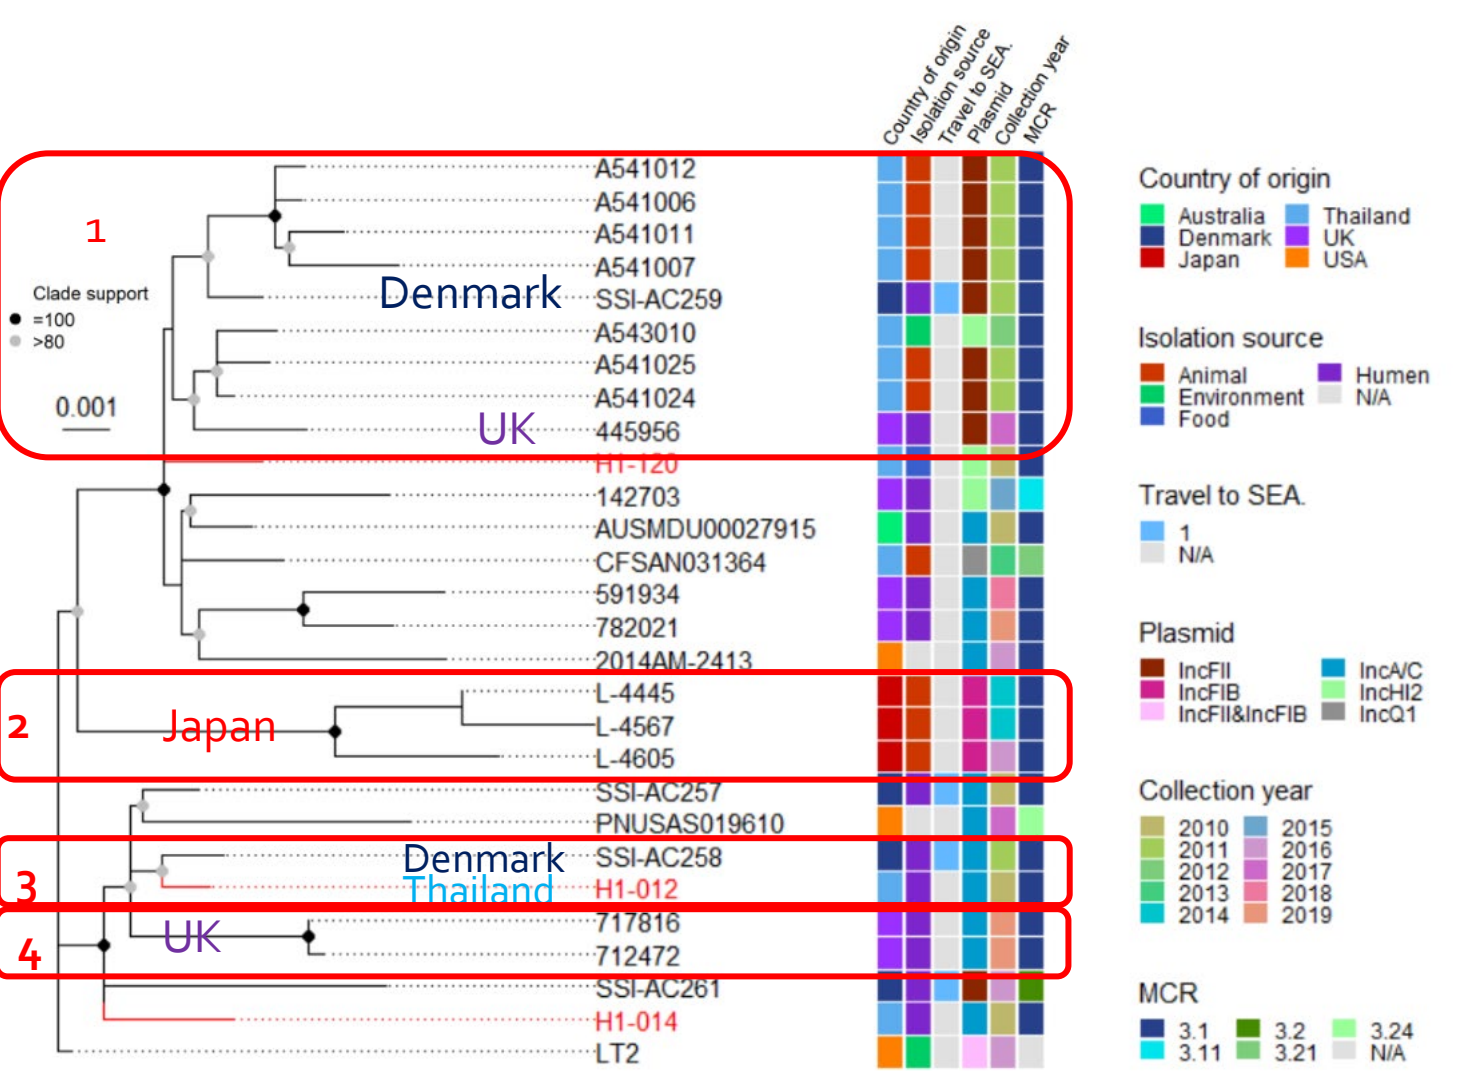 Country of origin
Isolation source
Travel to SEA.
Plasmid
Collection year
MCR
1
Clade support
=100
>80
0.001
A541012
A541006
A541011
A541007
Denmark SSI-AC259
A543010
A541025
A541024
UK 445956
H1-120
142703
AUSMDU00027915
CFSAN031364
591934
782021
2014AM-2413
2
Japan
L-4445
L-4567
L-4605
SSI-AC257
PNUSAS019610
3
Denmark SSI-AC258
Thailand H1-012
4
UK
717816
712472
SSI-AC261
H1-014
LT2
Country of origin
Australia Thailand
Denmark UK
Japan USA
Isolation source
Animal Humen
Environment N/A
Food
Travel to SEA.
1
N/A
Plasmid
IncFII IncA/C
IncFIB IncHI2
IncFII&IncFIB IncQ1
Collection year
2010 2015
2011 2016
2012 2017
2013 2018
2014 2019
MCR
3.1 3.2 3.24
3.11 3.21 N/A